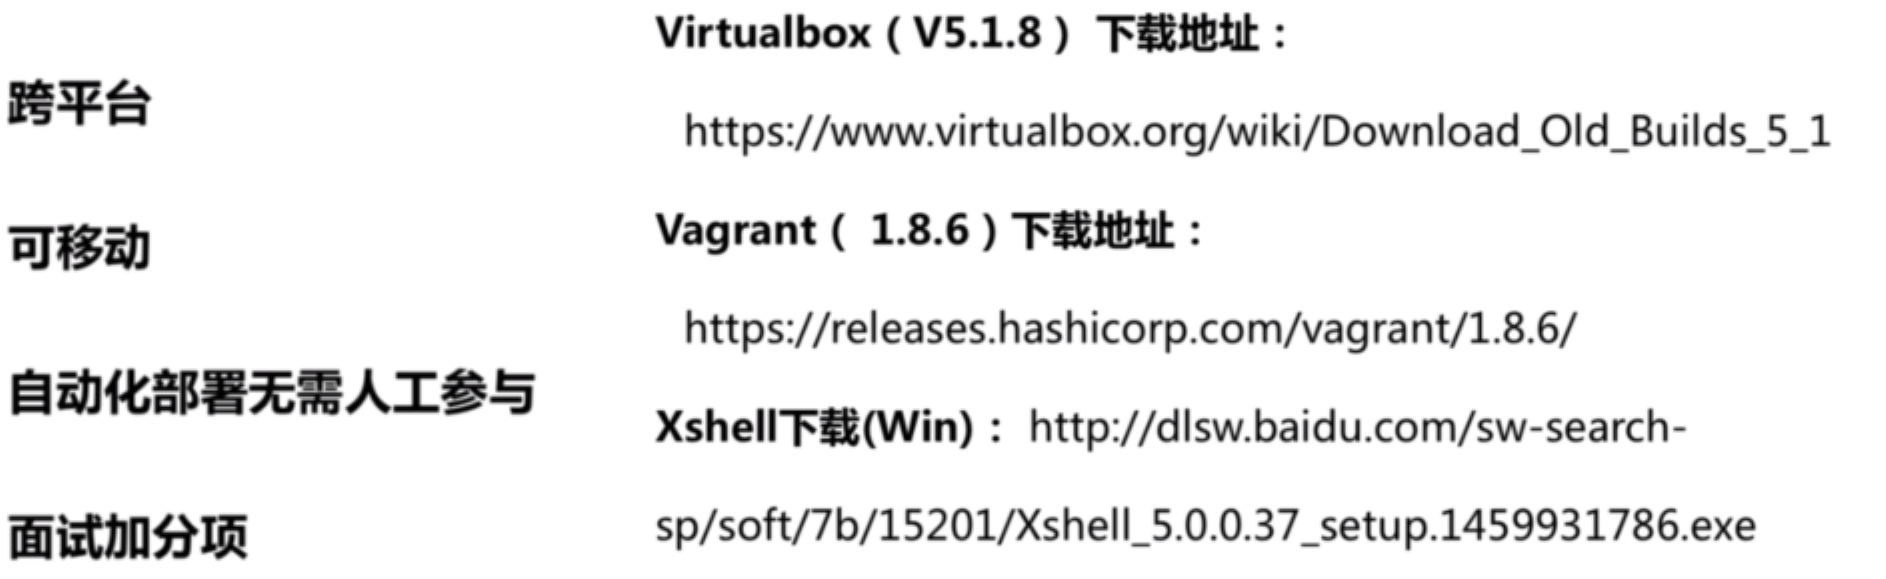 跨平台
可移动
自动化部署无需人工参与
面试加分项
Virtualbox（V5.1.8） 下载地址：
https://www.virtualbox.org/wiki/Download_Old_Builds_5_1
Vagrant（ 1.8.6）下载地址：
https://releases.hashicorp.com/vagrant/1.8.6/
Xshell下载(Win)： http://dlsw.baidu.com/sw-search-
sp/soft/7b/15201/Xshell_5.0.0.37_setup.1459931786.exe